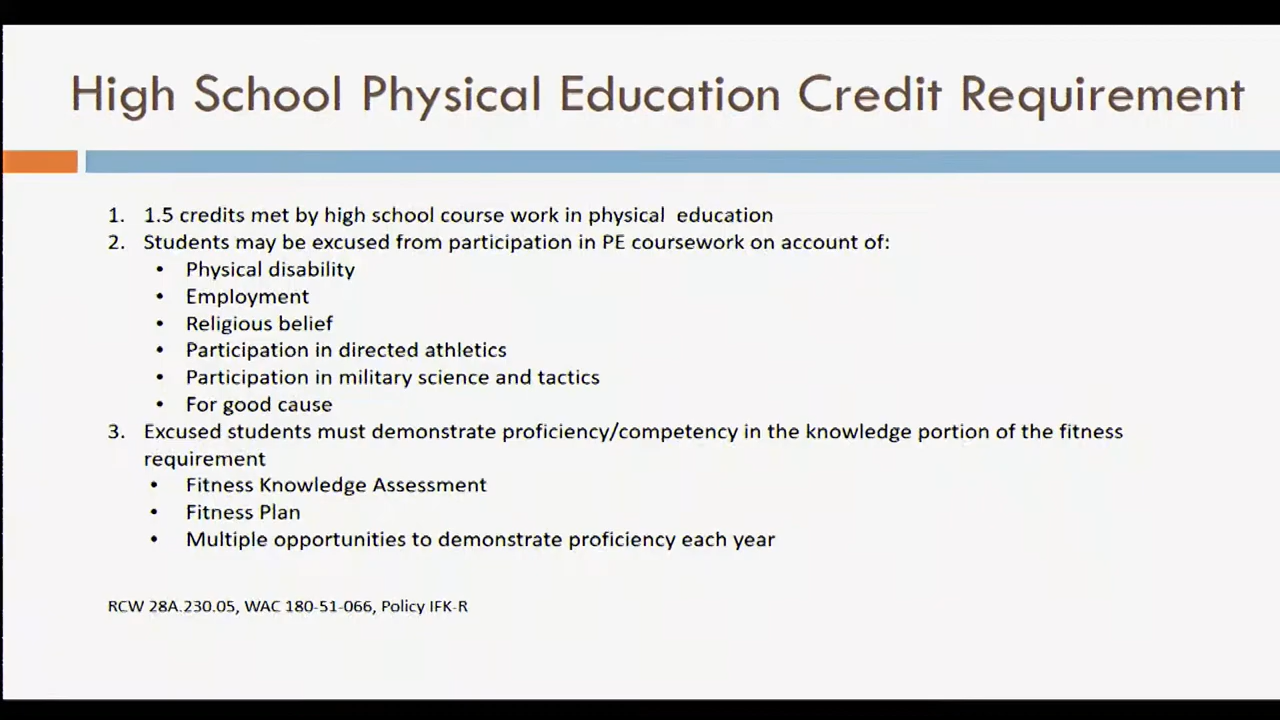 High School Physical Education Credit Requirement
1. 1.5 credits met by high school course work in physical education
2. Students may be excused from participation in PE coursework on account of:
• Physical disability
• Employment
• Religious belief
• Participation in directed athletics
• Participation in military science and tactics
• For good cause
3. Excused students must demonstrate proficiency/competency in the knowledge portion of the fitness
requirement
• Fitness Knowledge Assessment
• Fitness Plan
• Multiple opportunities to demonstrate proficiency each year
RCW 28A.230.05, WAC 180-51-066, Policy IFK-R